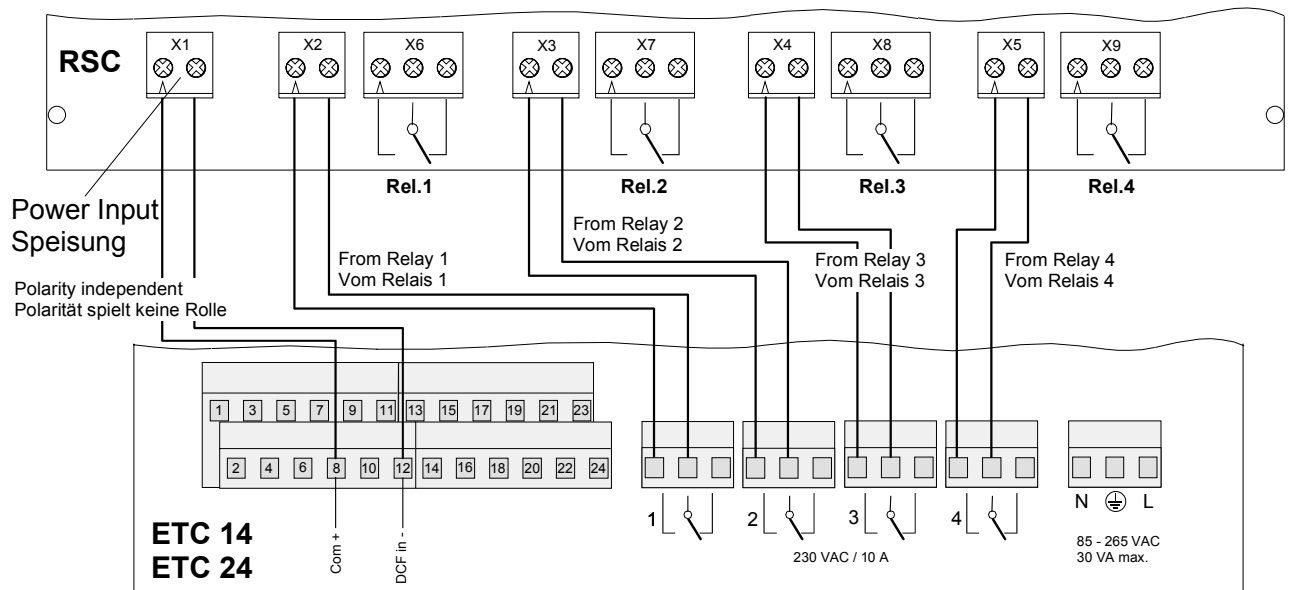 RSC
X1 X2 X6 X3 X7 X4 X8 X5 X9
Rel.1 Rel.2 Rel.3 Rel.4
Power Input
Speisung
Polarity independent
Polarität spielt keine Rolle
From Relay 1
Vom Relais 1
From Relay 2
Vom Relais 2
From Relay 3
Vom Relais 3
From Relay 4
Vom Relais 4
1 3 5 7 9 11 13 15 17 19 21 23
2 4 6 8 10 12 14 16 18 20 22 24
ETC 14
ETC 24
Com +
DCF in -
1 2 3 4
230 VAC / 10 A
N L
85 - 265 VAC
30 VA max.